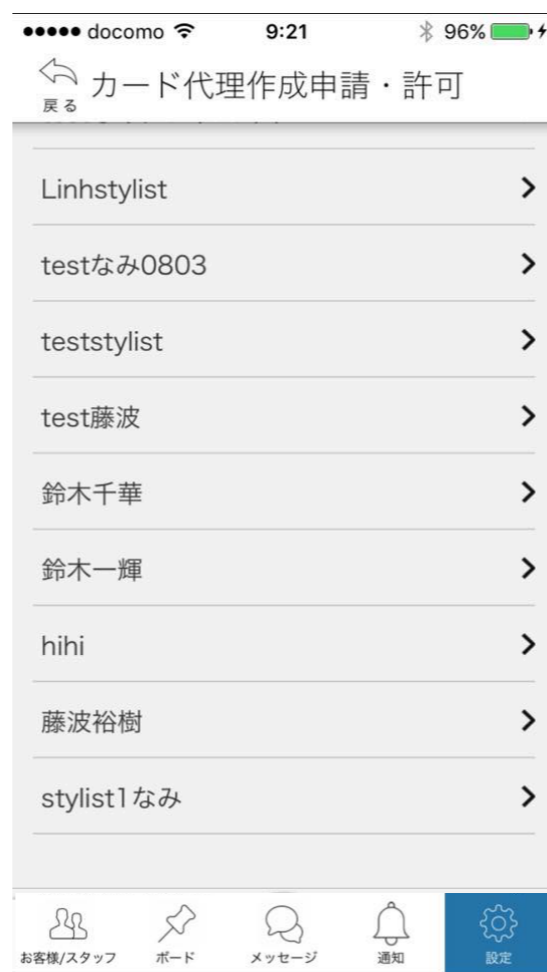 docomo 9:21 96%
カード代理作成申請・許可
戻る
Linhstylist
testなみ0803
teststylist
test藤波
鈴木千華
鈴木一輝
hihi
藤波裕樹
stylist1なみ
お客様/スタッフ ボード メッセージ 通知 設定